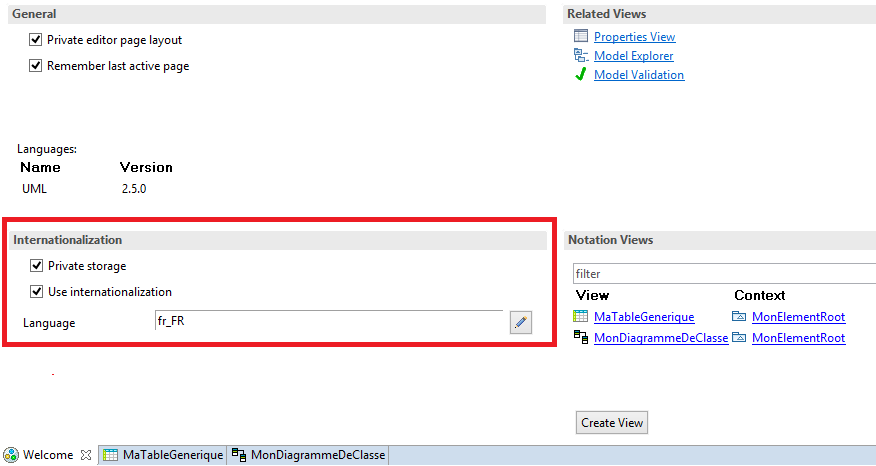 General
Private editor page layout
Remember last active page
Languages:
Name Version
UML 2.5.0
Internationalization
Private storage
Use internationalization
Language fr_FR
Related Views
Properties View
Model Explorer
Model Validation
Notation Views
filter
View Context
MaTableGenerique MonElementRoot
MonDiagrammeDeClasse MonElementRoot
Create View
Welcome MaTableGenerique MonDiagrammeDeClasse